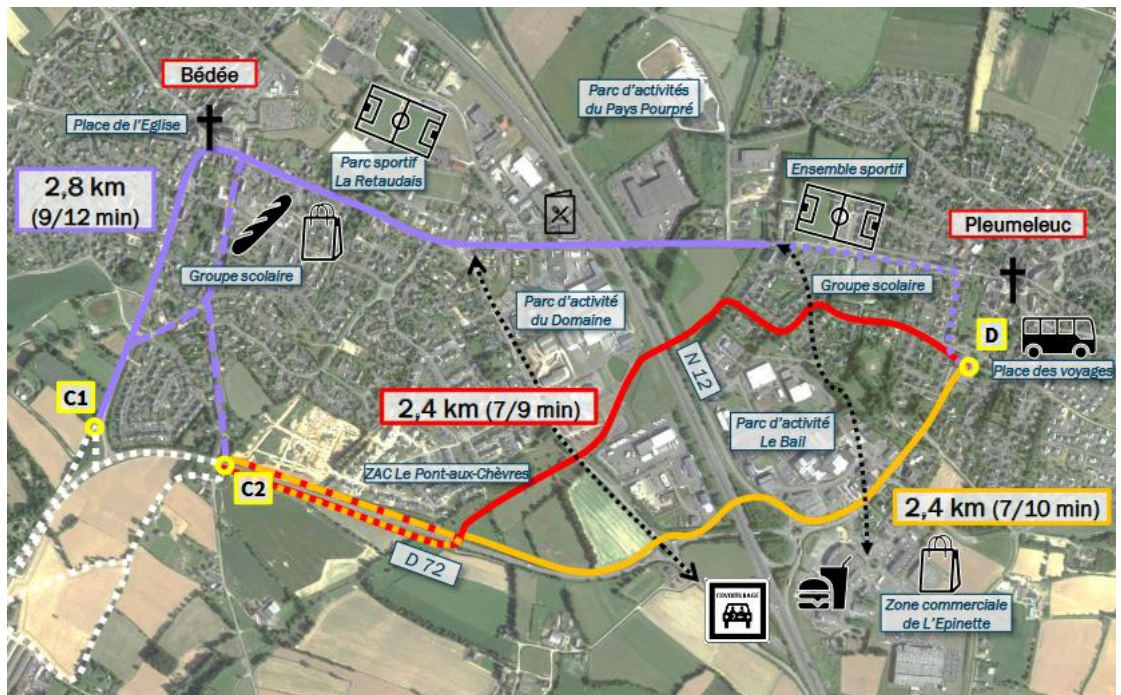 Bédée
Place de l'Eglise
2,8 km
(9/12 min)
Parc sportif
La Retaudais
Parc d'activités
du Pays Pourpré
Ensemble sportif
Pleumeleuc
Groupe scolaire
Groupe scolaire
Parc d'activité
du Domaine
D
Place des voyages
N 12
C1
2,4 km (7/9 min)
Parc d'activité
Le Bail
ZAC Le Pont-aux-Chèvres
C2
2,4 km (7/10 min)
D 72
COVOITURAGE
Zone commerciale
de L'Epinette